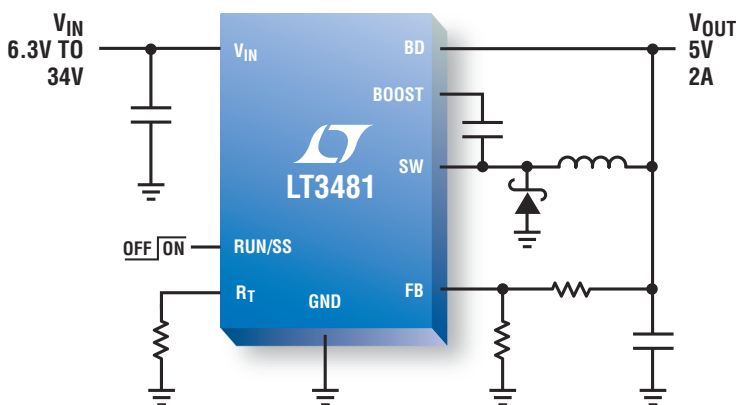 VIN
6.3V TO
34V
VIN
BD
VOUT
5V
2A
BOOST
LT3481
SW
OFF ON
RUN/SS
RT
GND
FB